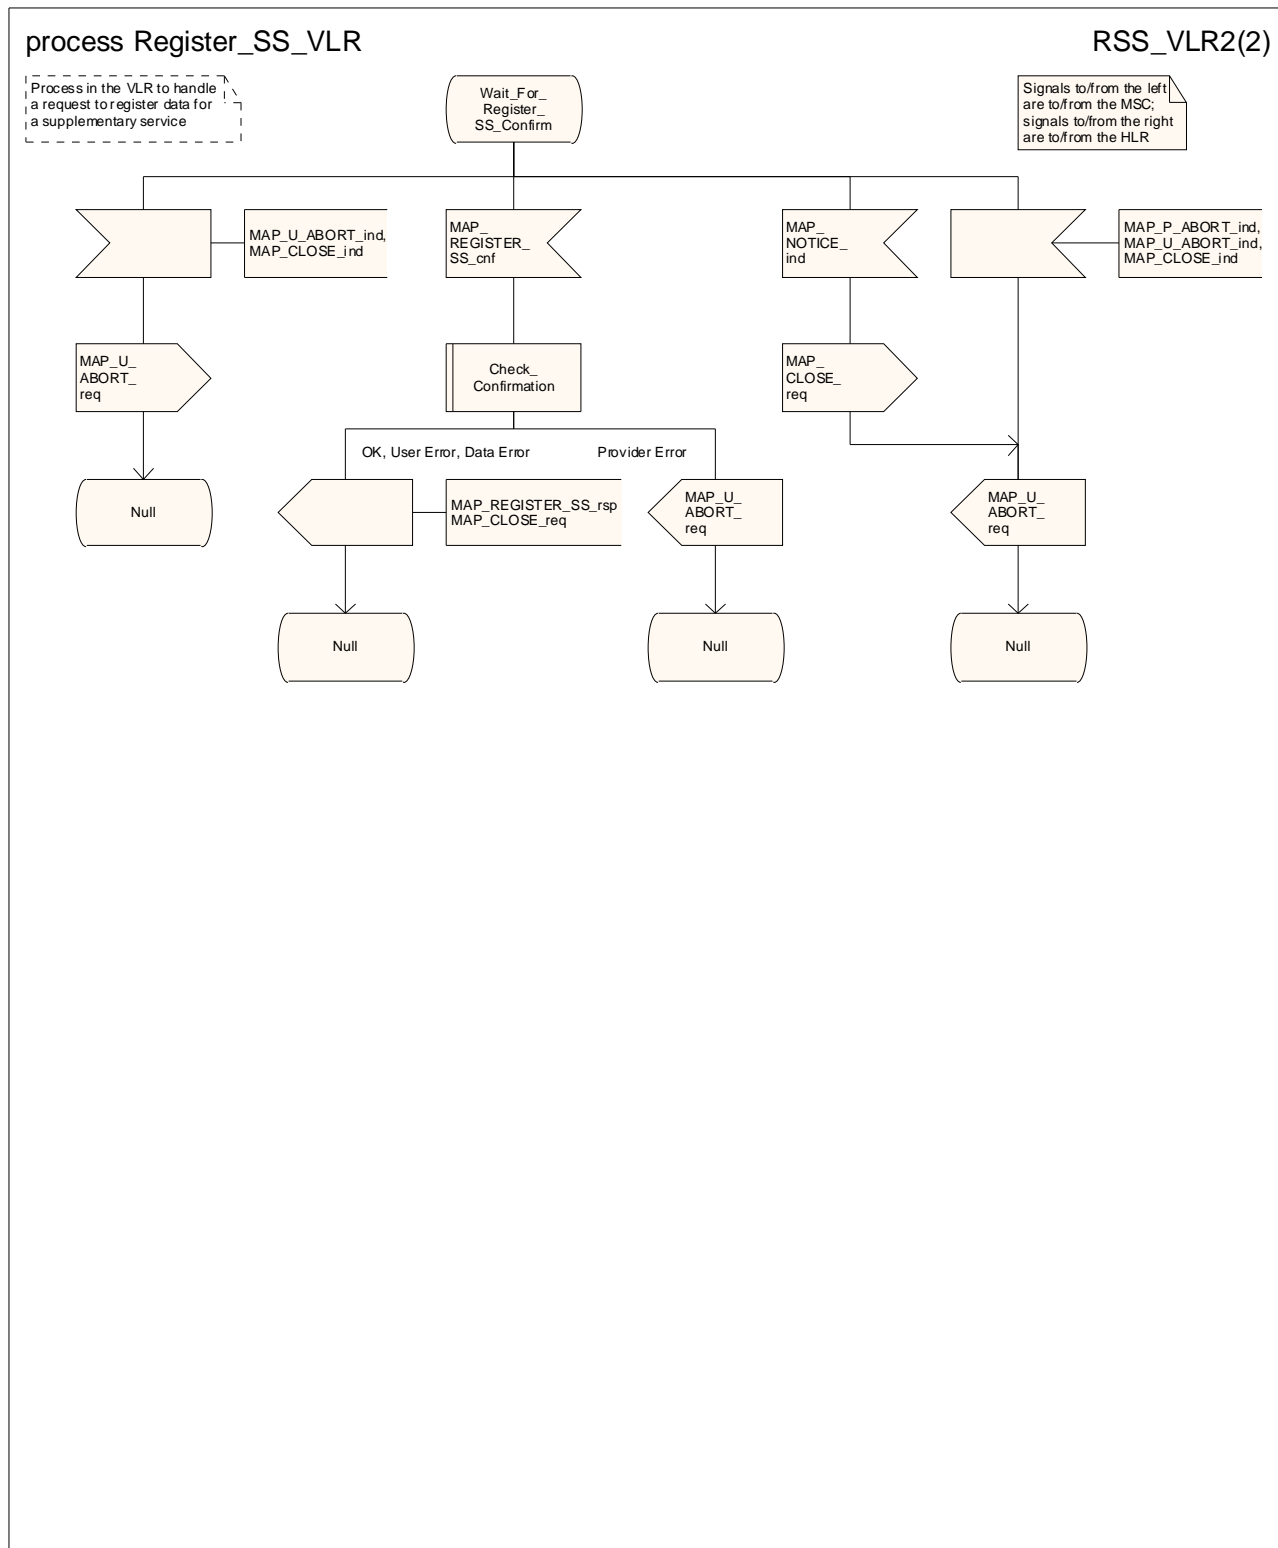 process Register_SS_VLR
RSS_VLR2(2)
Process in the VLR to handle
a request to register data for
a supplementary service
Wait_For_
Register_
SS_Confirm
Signals to/from the left
are to/from the MSC;
signals to/from the right
are to/from the HLR
MAP_U_ABORT_ind,
MAP_CLOSE_ind
MAP_
REGISTER_
SS_cnf
MAP_
NOTICE_
ind
MAP_P_ABORT_ind,
MAP_U_ABORT_ind,
MAP_CLOSE_ind
MAP_U_
ABORT_
req
Check_
Confirmation
MAP_
CLOSE_
req
OK, User Error, Data Error
Provider Error
Null
MAP_REGISTER_SS_rsp
MAP_CLOSE_req
MAP_U_
ABORT_
req
MAP_U_
ABORT_
req
Null
Null
Null